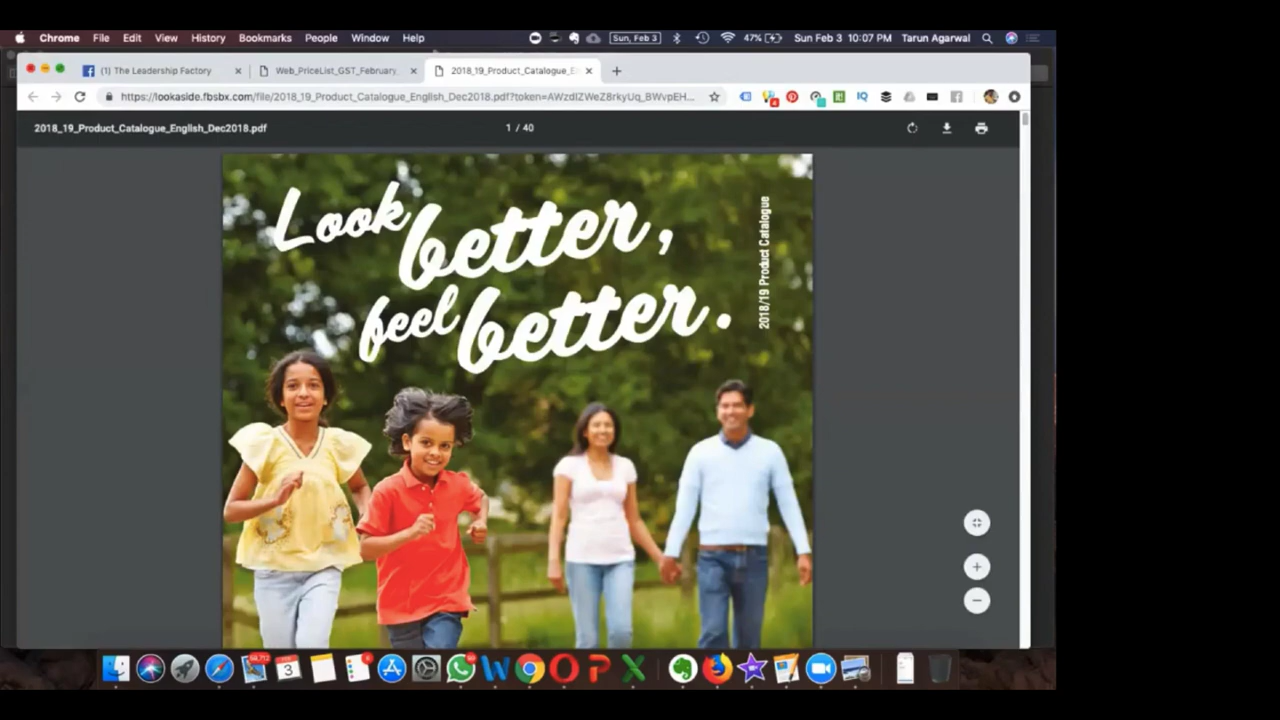 Chrome File Edit View History Bookmarks People Window Help Sun, Feb 3 47% Sun Feb 3 10:07 PM Tarun Agarwal
(1) The Leadership Factory Web_PriceList_GST_February_ 2018_19_Product_Catalogue_E
https://lookaside.fbsbx.com/file/2018_19_Product_Catalogue_English_Dec2018.pdf?token=AWzdIZWeZ8rkyUq_BWvpEH...
2018_19_Product_Catalogue_English_Dec2018.pdf 1 / 40
Look
better,
feel
better.
2018/19 Product Catalogue